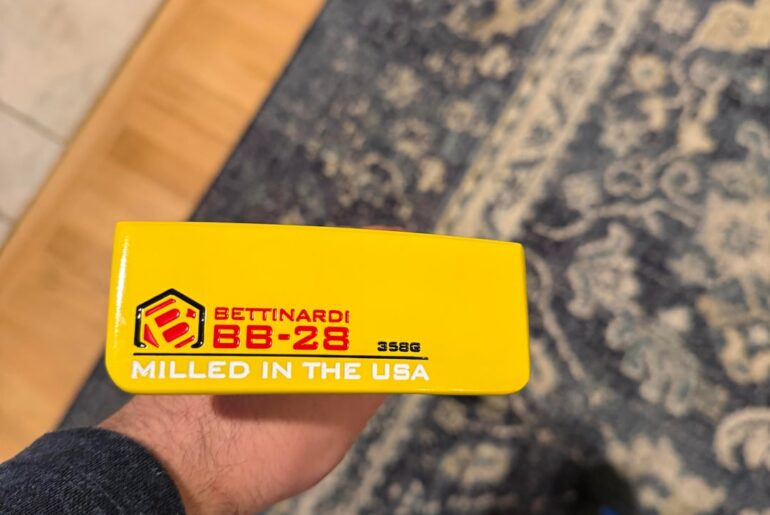 BETTINARDI
BB-28 358G
MILLED IN THE USA